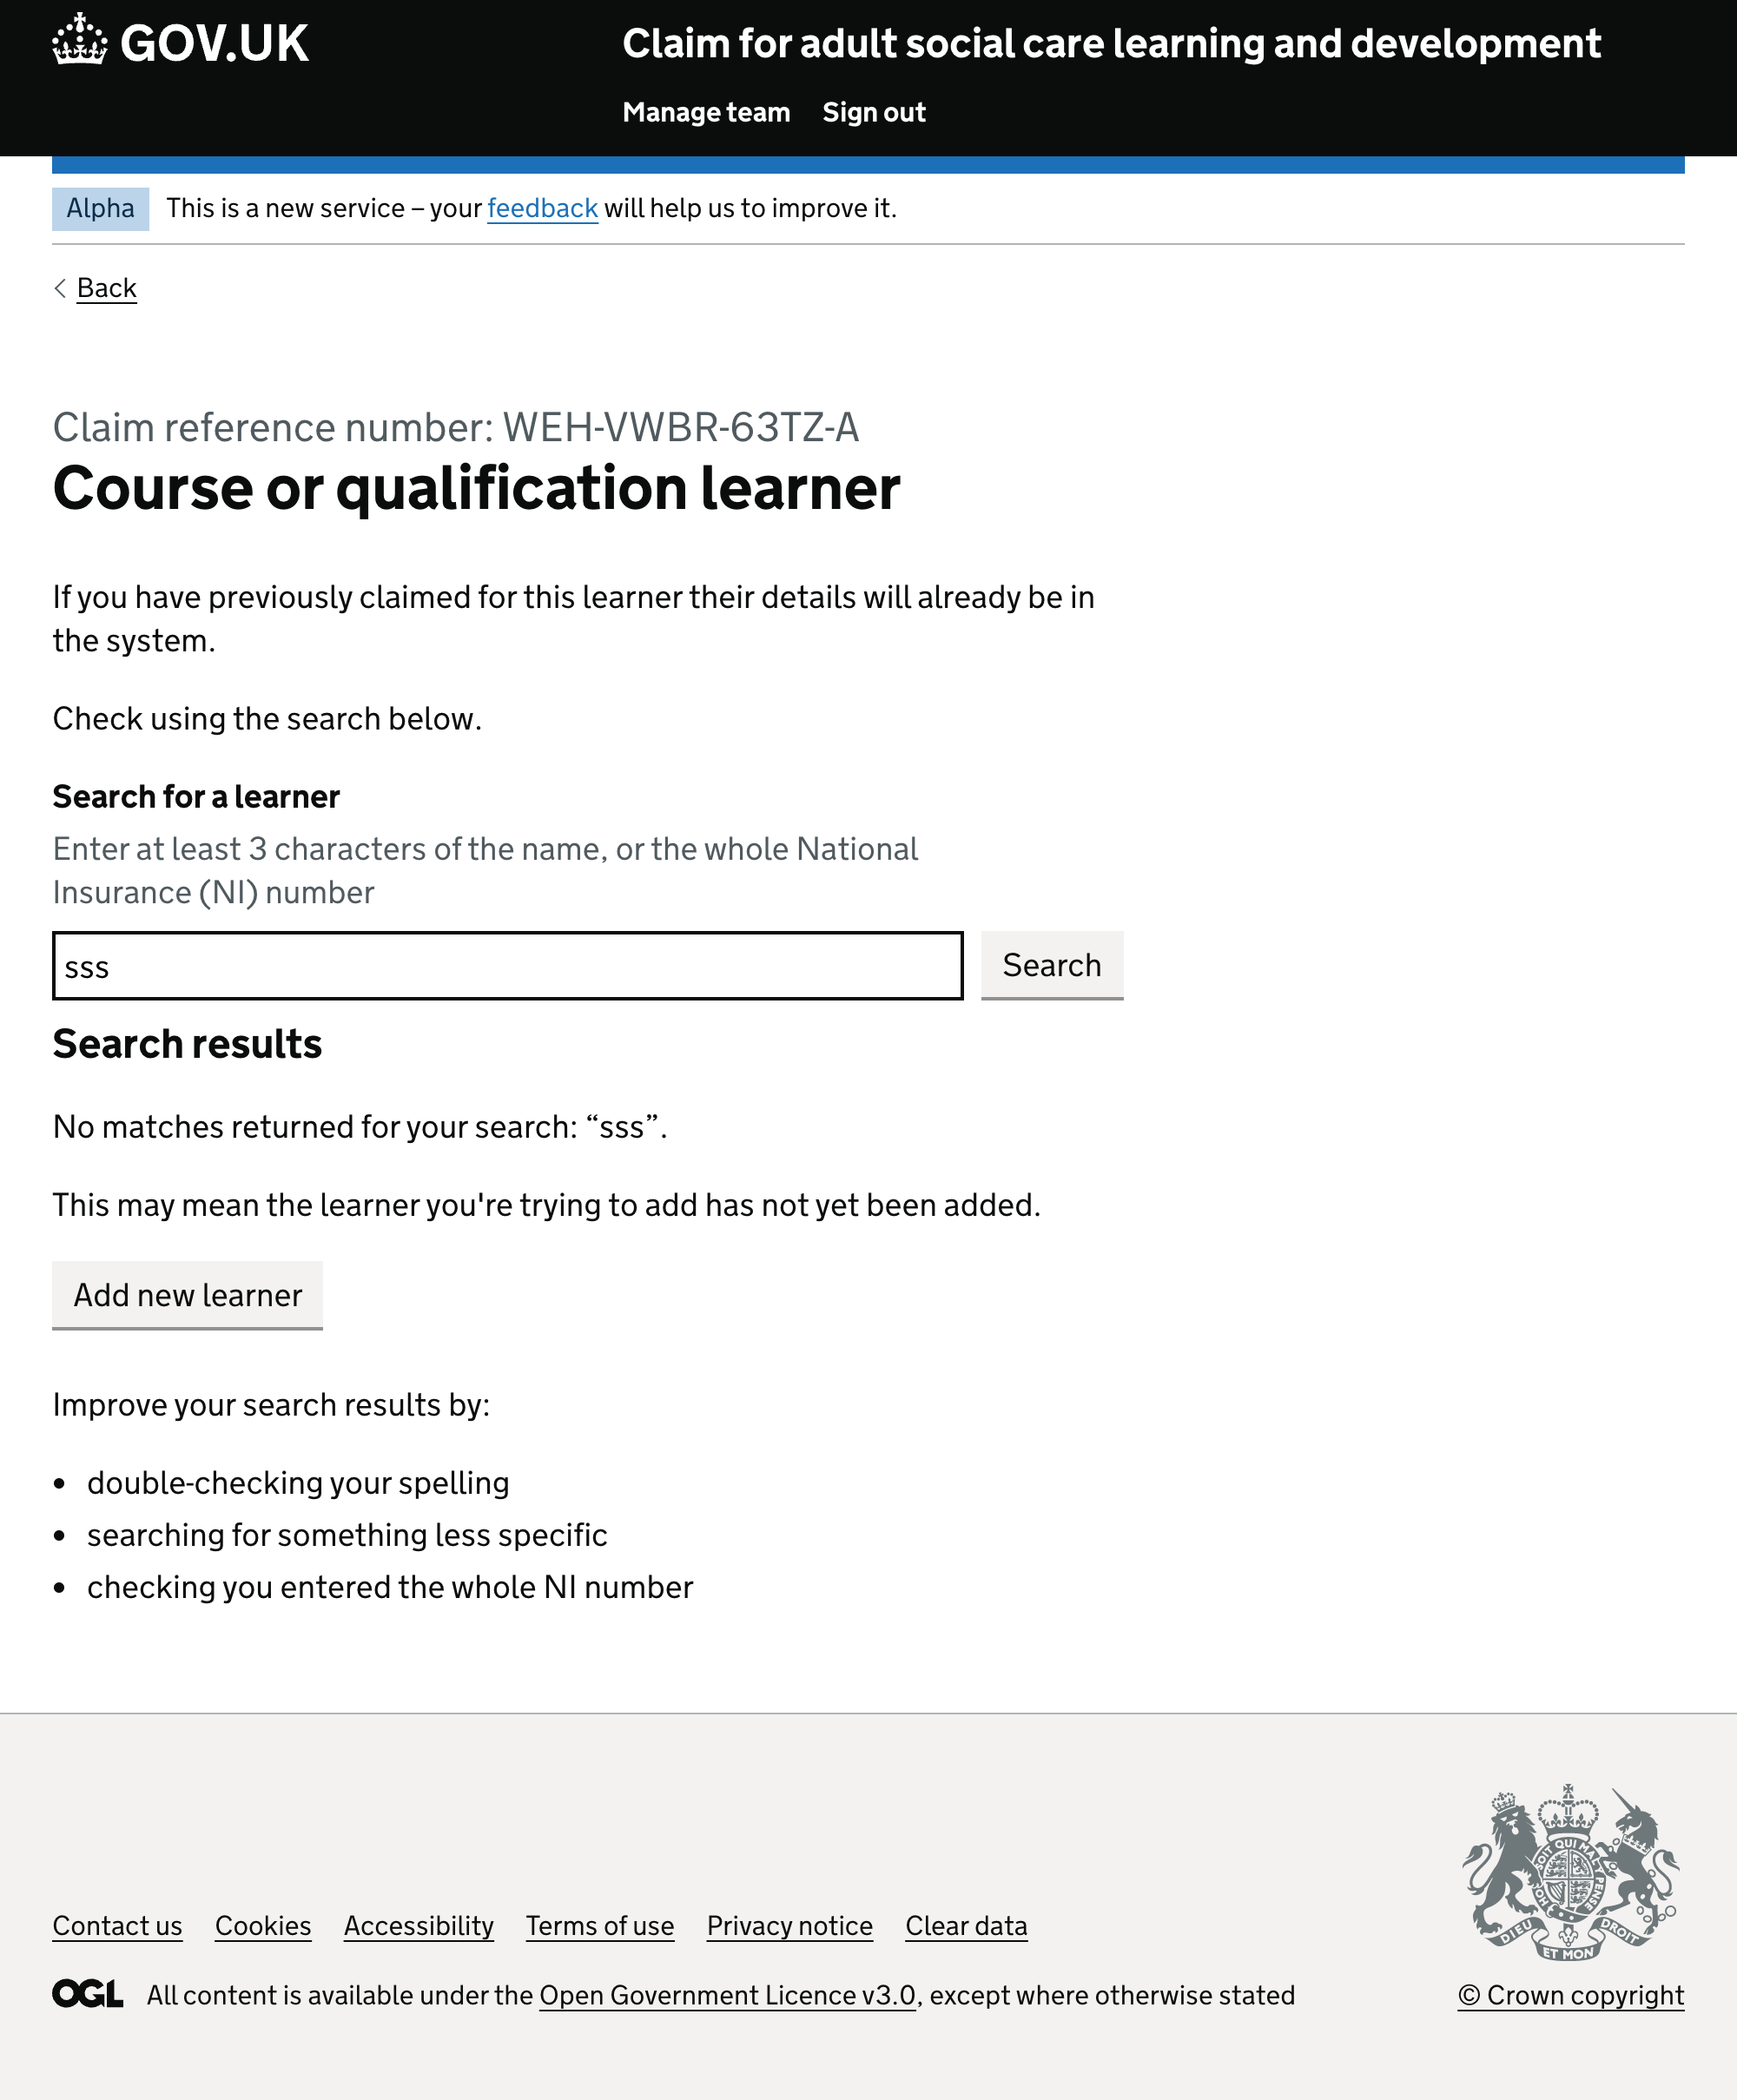 GOV.UK
Claim for adult social care learning and development
Manage team Sign out
Alpha This is a new service – your feedback will help us to improve it.
Back
Claim reference number: WEH-VWBR-63TZ-A
Course or qualification learner
If you have previously claimed for this learner their details will already be in
the system.
Check using the search below.
Search for a learner
Enter at least 3 characters of the name, or the whole National
Insurance (NI) number
sss
Search
Search results
No matches returned for your search: “sss”.
This may mean the learner you're trying to add has not yet been added.
Add new learner
Improve your search results by:
• double-checking your spelling
• searching for something less specific
• checking you entered the whole NI number
Contact us Cookies Accessibility Terms of use Privacy notice Clear data
OGL All content is available under the Open Government Licence v3.0, except where otherwise stated
SOIT QUI MAL
PENSE
DIEU ET MON DROIT
© Crown copyright